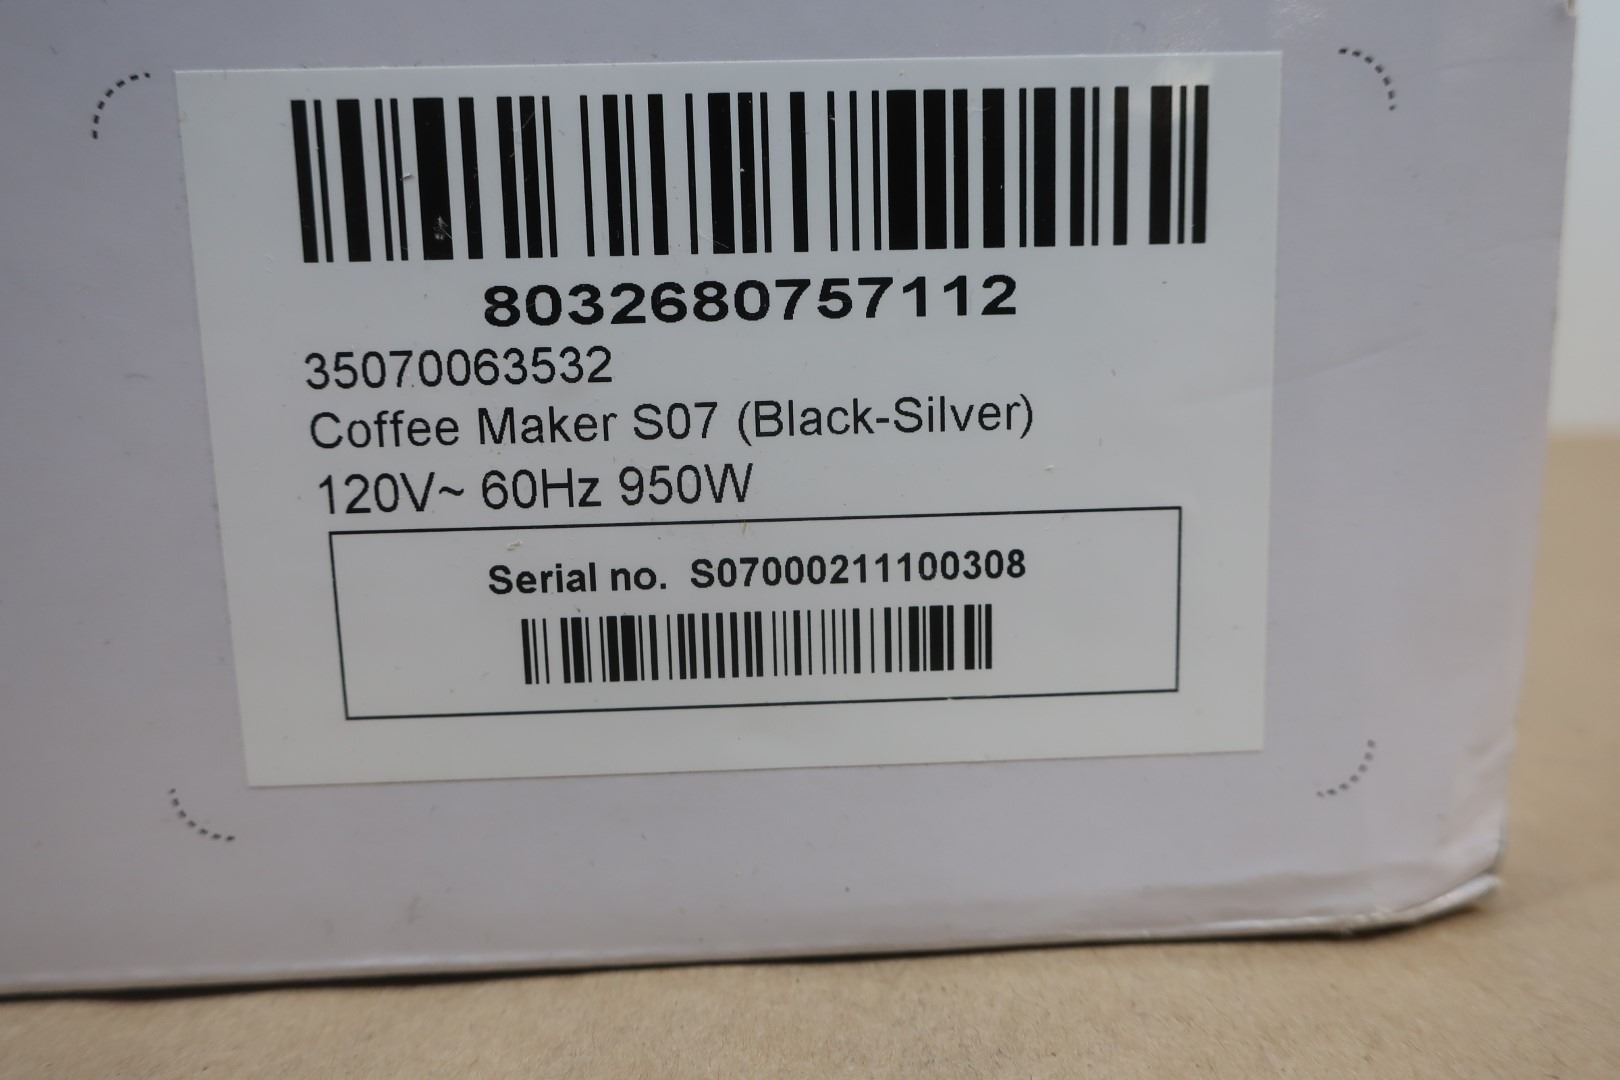 8032680757112
35070063532
Coffee Maker S07 (Black-Silver)
120V~ 60Hz 950W
Serial no. S07000211100308